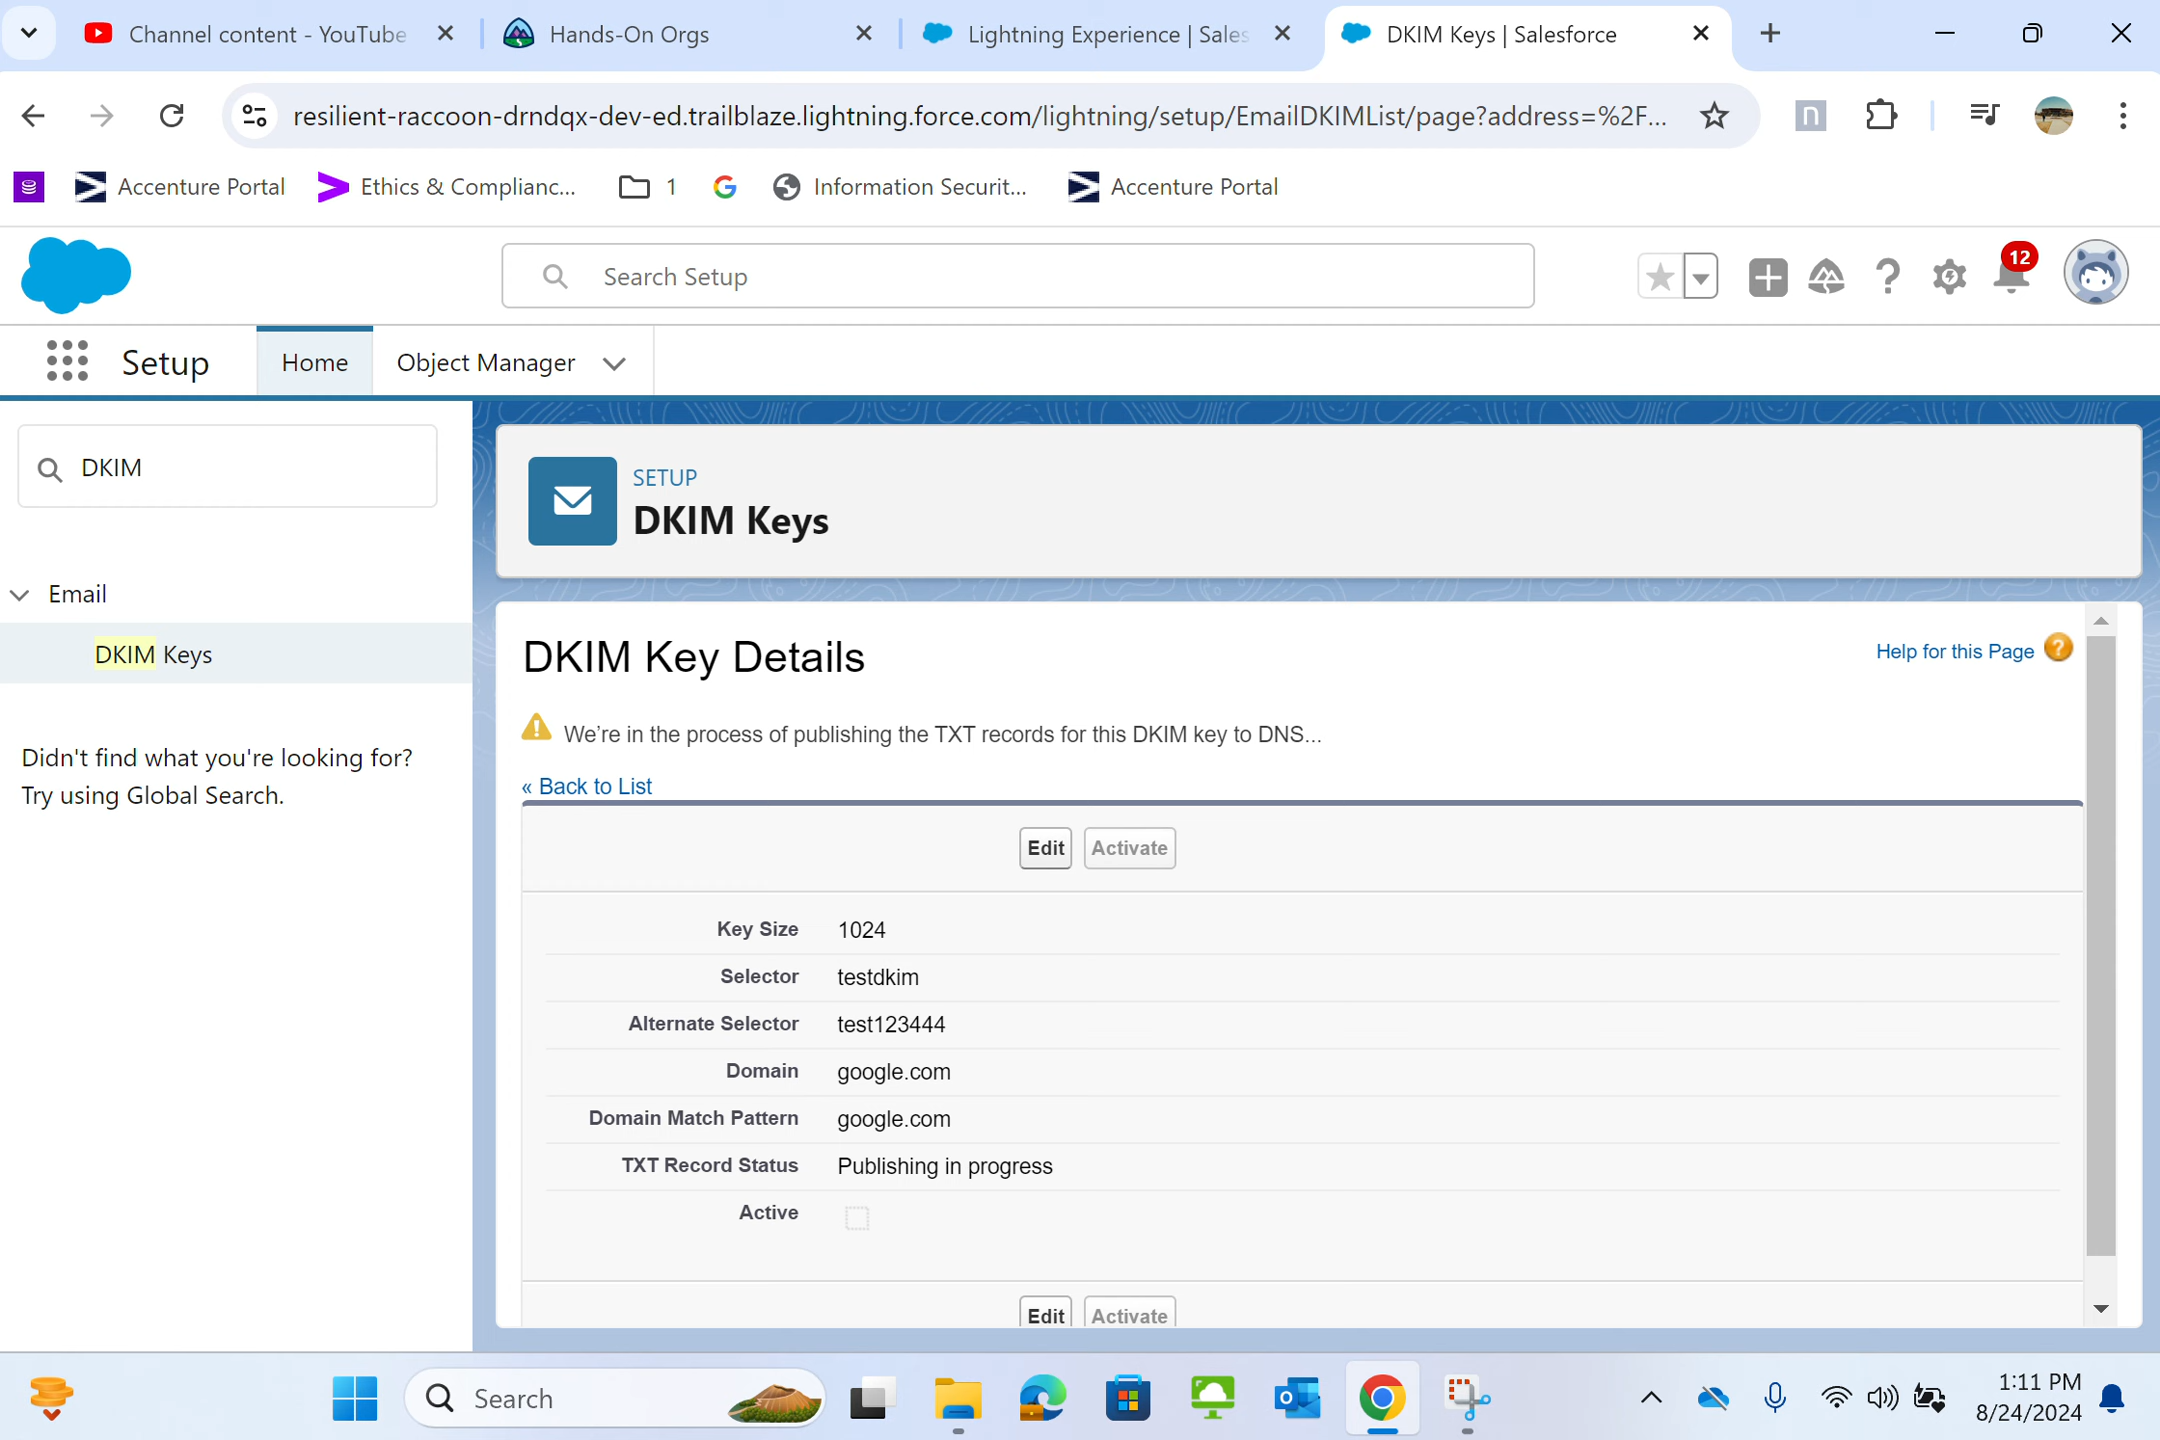 Channel content - YouTube
Hands-On Orgs
Lightning Experience | Sales
DKIM Keys | Salesforce
resilient-raccoon-drndqx-dev-ed.trailblaze.lightning.force.com/lightning/setup/EmailDKIMList/page?address=%2F...
n
Accenture Portal
Ethics & Complianc...
1
Information Securit...
Accenture Portal
Search Setup
12
Setup
Home
Object Manager
DKIM
SETUP
DKIM Keys
Email
DKIM Keys
Didn't find what you're looking for?
Try using Global Search.
DKIM Key Details
Help for this Page
We're in the process of publishing the TXT records for this DKIM key to DNS...
« Back to List
Edit Activate
Key Size 1024
Selector testdkim
Alternate Selector test123444
Domain google.com
Domain Match Pattern google.com
TXT Record Status Publishing in progress
Active
Edit Activate
Search
1:11 PM
8/24/2024